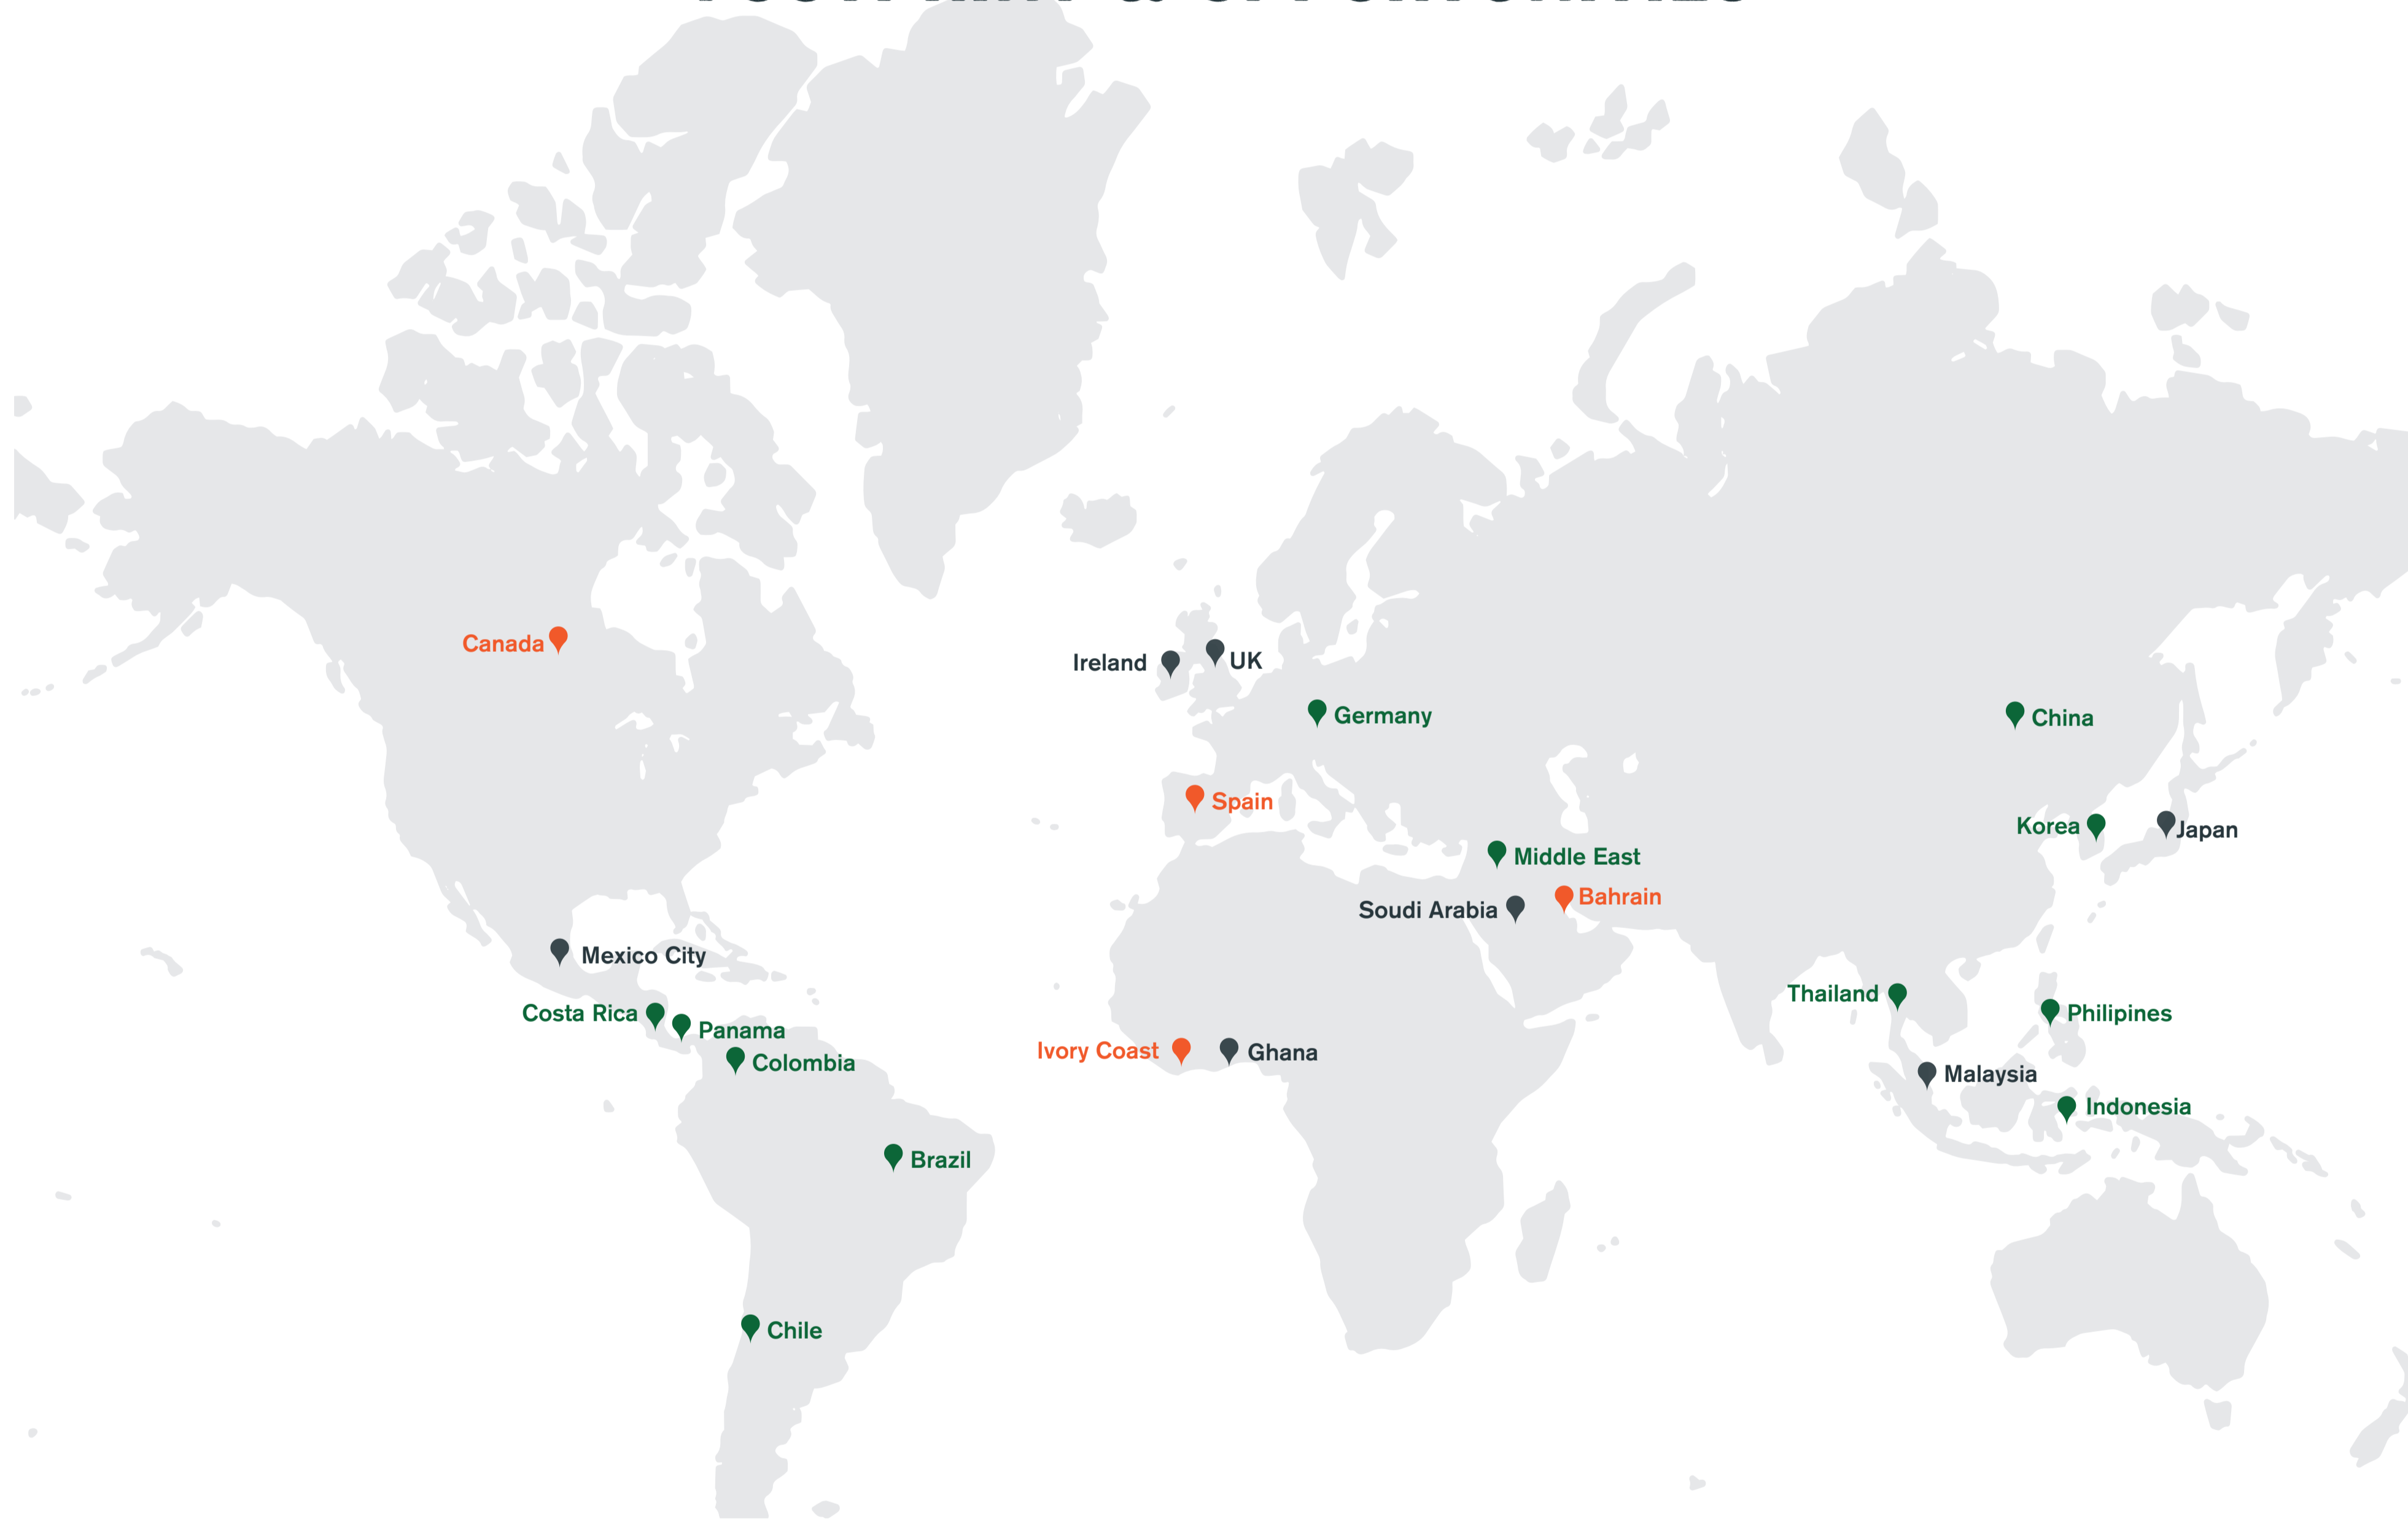 Canada
Ireland
UK
Germany
China
Spain
Korea
Japan
Middle East
Bahrain
Soudi Arabia
Mexico City
Thailand
Costa Rica
Philipines
Panama
Ivory Coast
Ghana
Colombia
Malaysia
Indonesia
Brazil
Chile